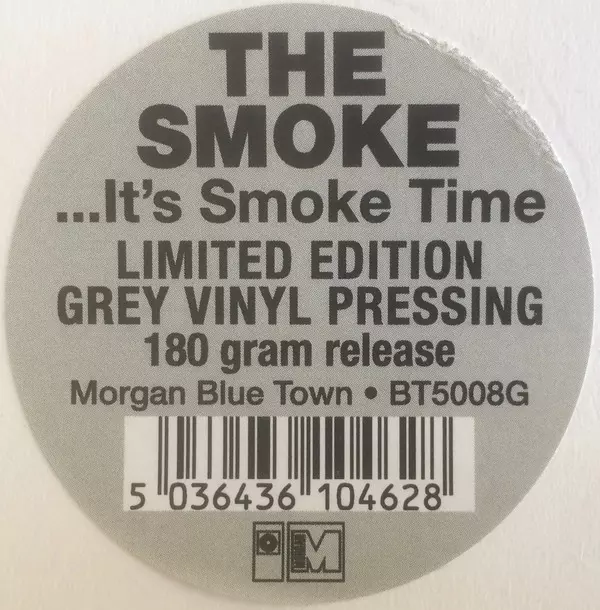 THE
SMOKE
...It's Smoke Time
LIMITED EDITION
GREY VINYL PRESSING
180 gram release
Morgan Blue Town • BT5008G
5 036436 104628
M